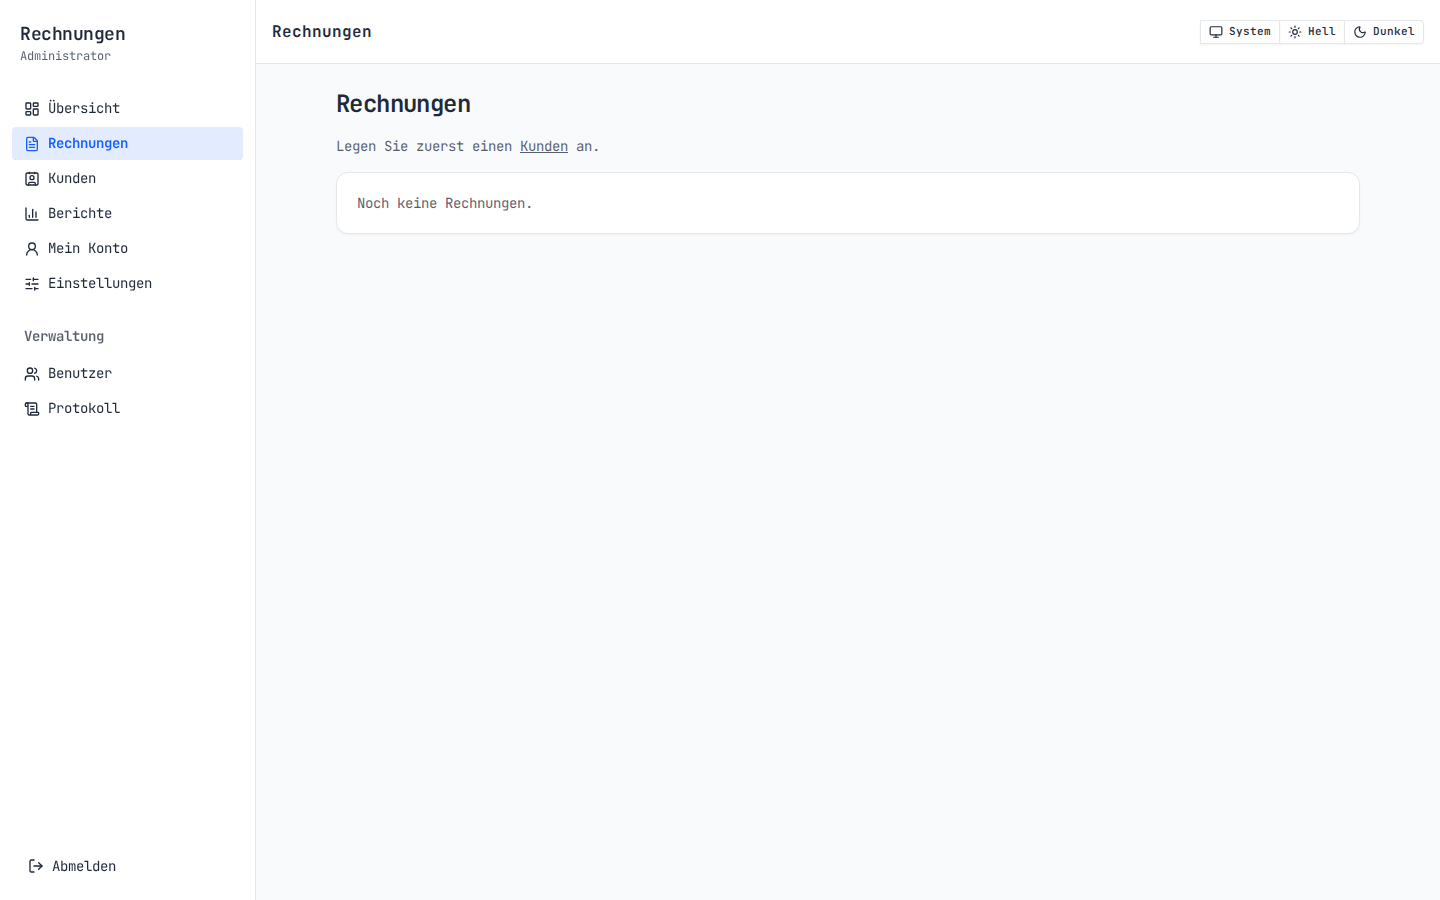 Rechnungen
Administrator
Übersicht
Rechnungen
Kunden
Berichte
Mein Konto
Einstellungen
Verwaltung
Benutzer
Protokoll
Abmelden
Rechnungen
System Hell Dunkel
Rechnungen
Legen Sie zuerst einen Kunden an.
Noch keine Rechnungen.